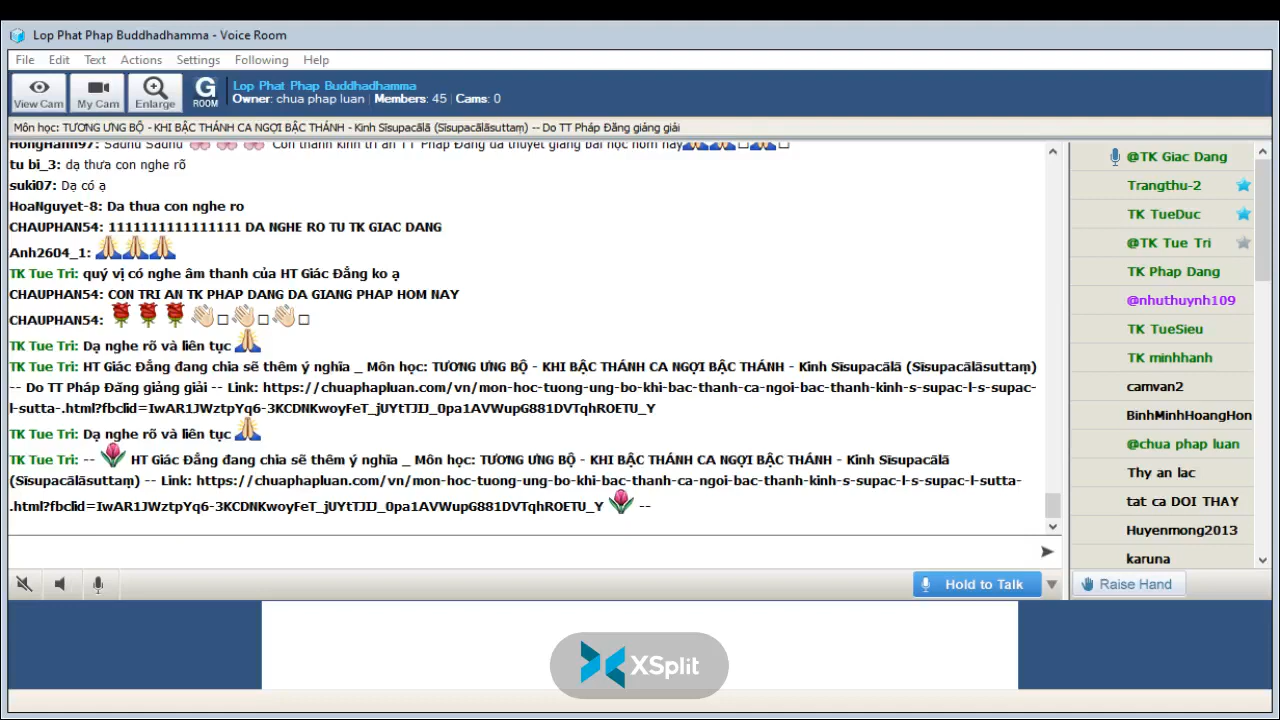 Lop Phat Phap Buddhadhamma - Voice Room
File Edit Text Actions Settings Following Help
View Cam My Cam Enlarge G ROOM
Lop Phat Phap Buddhadhamma
Owner: chua phap luan | Members: 45 | Cams: 0
Môn học: TƯƠNG ƯNG BỘ - KHI BẬC THÁNH CA NGỢI BẬC THÁNH - Kinh Sīsupacālā (Sīsupacālāsuttaṃ) -- Do TT Pháp Đăng giảng giải
HongHanh97: Sadhu Sadhu Con thành kính tri ân TT Pháp Đăng đã thuyết giảng bài học hôm nay
tu bi_3: dạ thưa con nghe rõ
suki07: Dạ có ạ
HoaNguyet-8: Da thua con nghe ro
CHAUPHAN54: 1111111111111111 DA NGHE RO TU TK GIAC DANG
Anh2604_1:
TK Tue Tri: quý vị có nghe âm thanh của HT Giác Đẳng ko ạ
CHAUPHAN54: CON TRI AN TK PHAP DANG DA GIANG PHAP HOM NAY
CHAUPHAN54:
TK Tue Tri: Dạ nghe rõ và liên tục
TK Tue Tri: HT Giác Đẳng đang chia sẽ thêm ý nghĩa _ Môn học: TƯƠNG ƯNG BỘ - KHI BẬC THÁNH CA NGỢI BẬC THÁNH - Kinh Sīsupacālā (Sīsupacālāsuttaṃ)
-- Do TT Pháp Đăng giảng giải -- Link: https://chuaphapluan.com/vn/mon-hoc-tuong-ung-bo-khi-bac-thanh-ca-ngoi-bac-thanh-kinh-s-supac-l-s-supac-
l-sutta-.html?fbclid=IwAR1JWztpYq6-3KCDNKwoyFeT_jUYtTJIJ_0pa1AVWupG881DVTqhROETU_Y
TK Tue Tri: Dạ nghe rõ và liên tục
TK Tue Tri: -- HT Giác Đẳng đang chia sẽ thêm ý nghĩa _ Môn học: TƯƠNG ƯNG BỘ - KHI BẬC THÁNH CA NGỢI BẬC THÁNH - Kinh Sīsupacālā
(Sīsupacālāsuttaṃ) -- Link: https://chuaphapluan.com/vn/mon-hoc-tuong-ung-bo-khi-bac-thanh-ca-ngoi-bac-thanh-kinh-s-supac-l-s-supac-l-sutta-
.html?fbclid=IwAR1JWztpYq6-3KCDNKwoyFeT_jUYtTJIJ_0pa1AVWupG881DVTqhROETU_Y --
@TK Giac Dang
Trangthu-2
TK TueDuc
@TK Tue Tri
TK Phap Dang
@nhuthuynh109
TK TueSieu
TK minhhanh
camvan2
BinhMinhHoangHon
@chua phap luan
Thy an lac
tat ca DOI THAY
Huyenmong2013
karuna
Hold to Talk
Raise Hand
XSplit